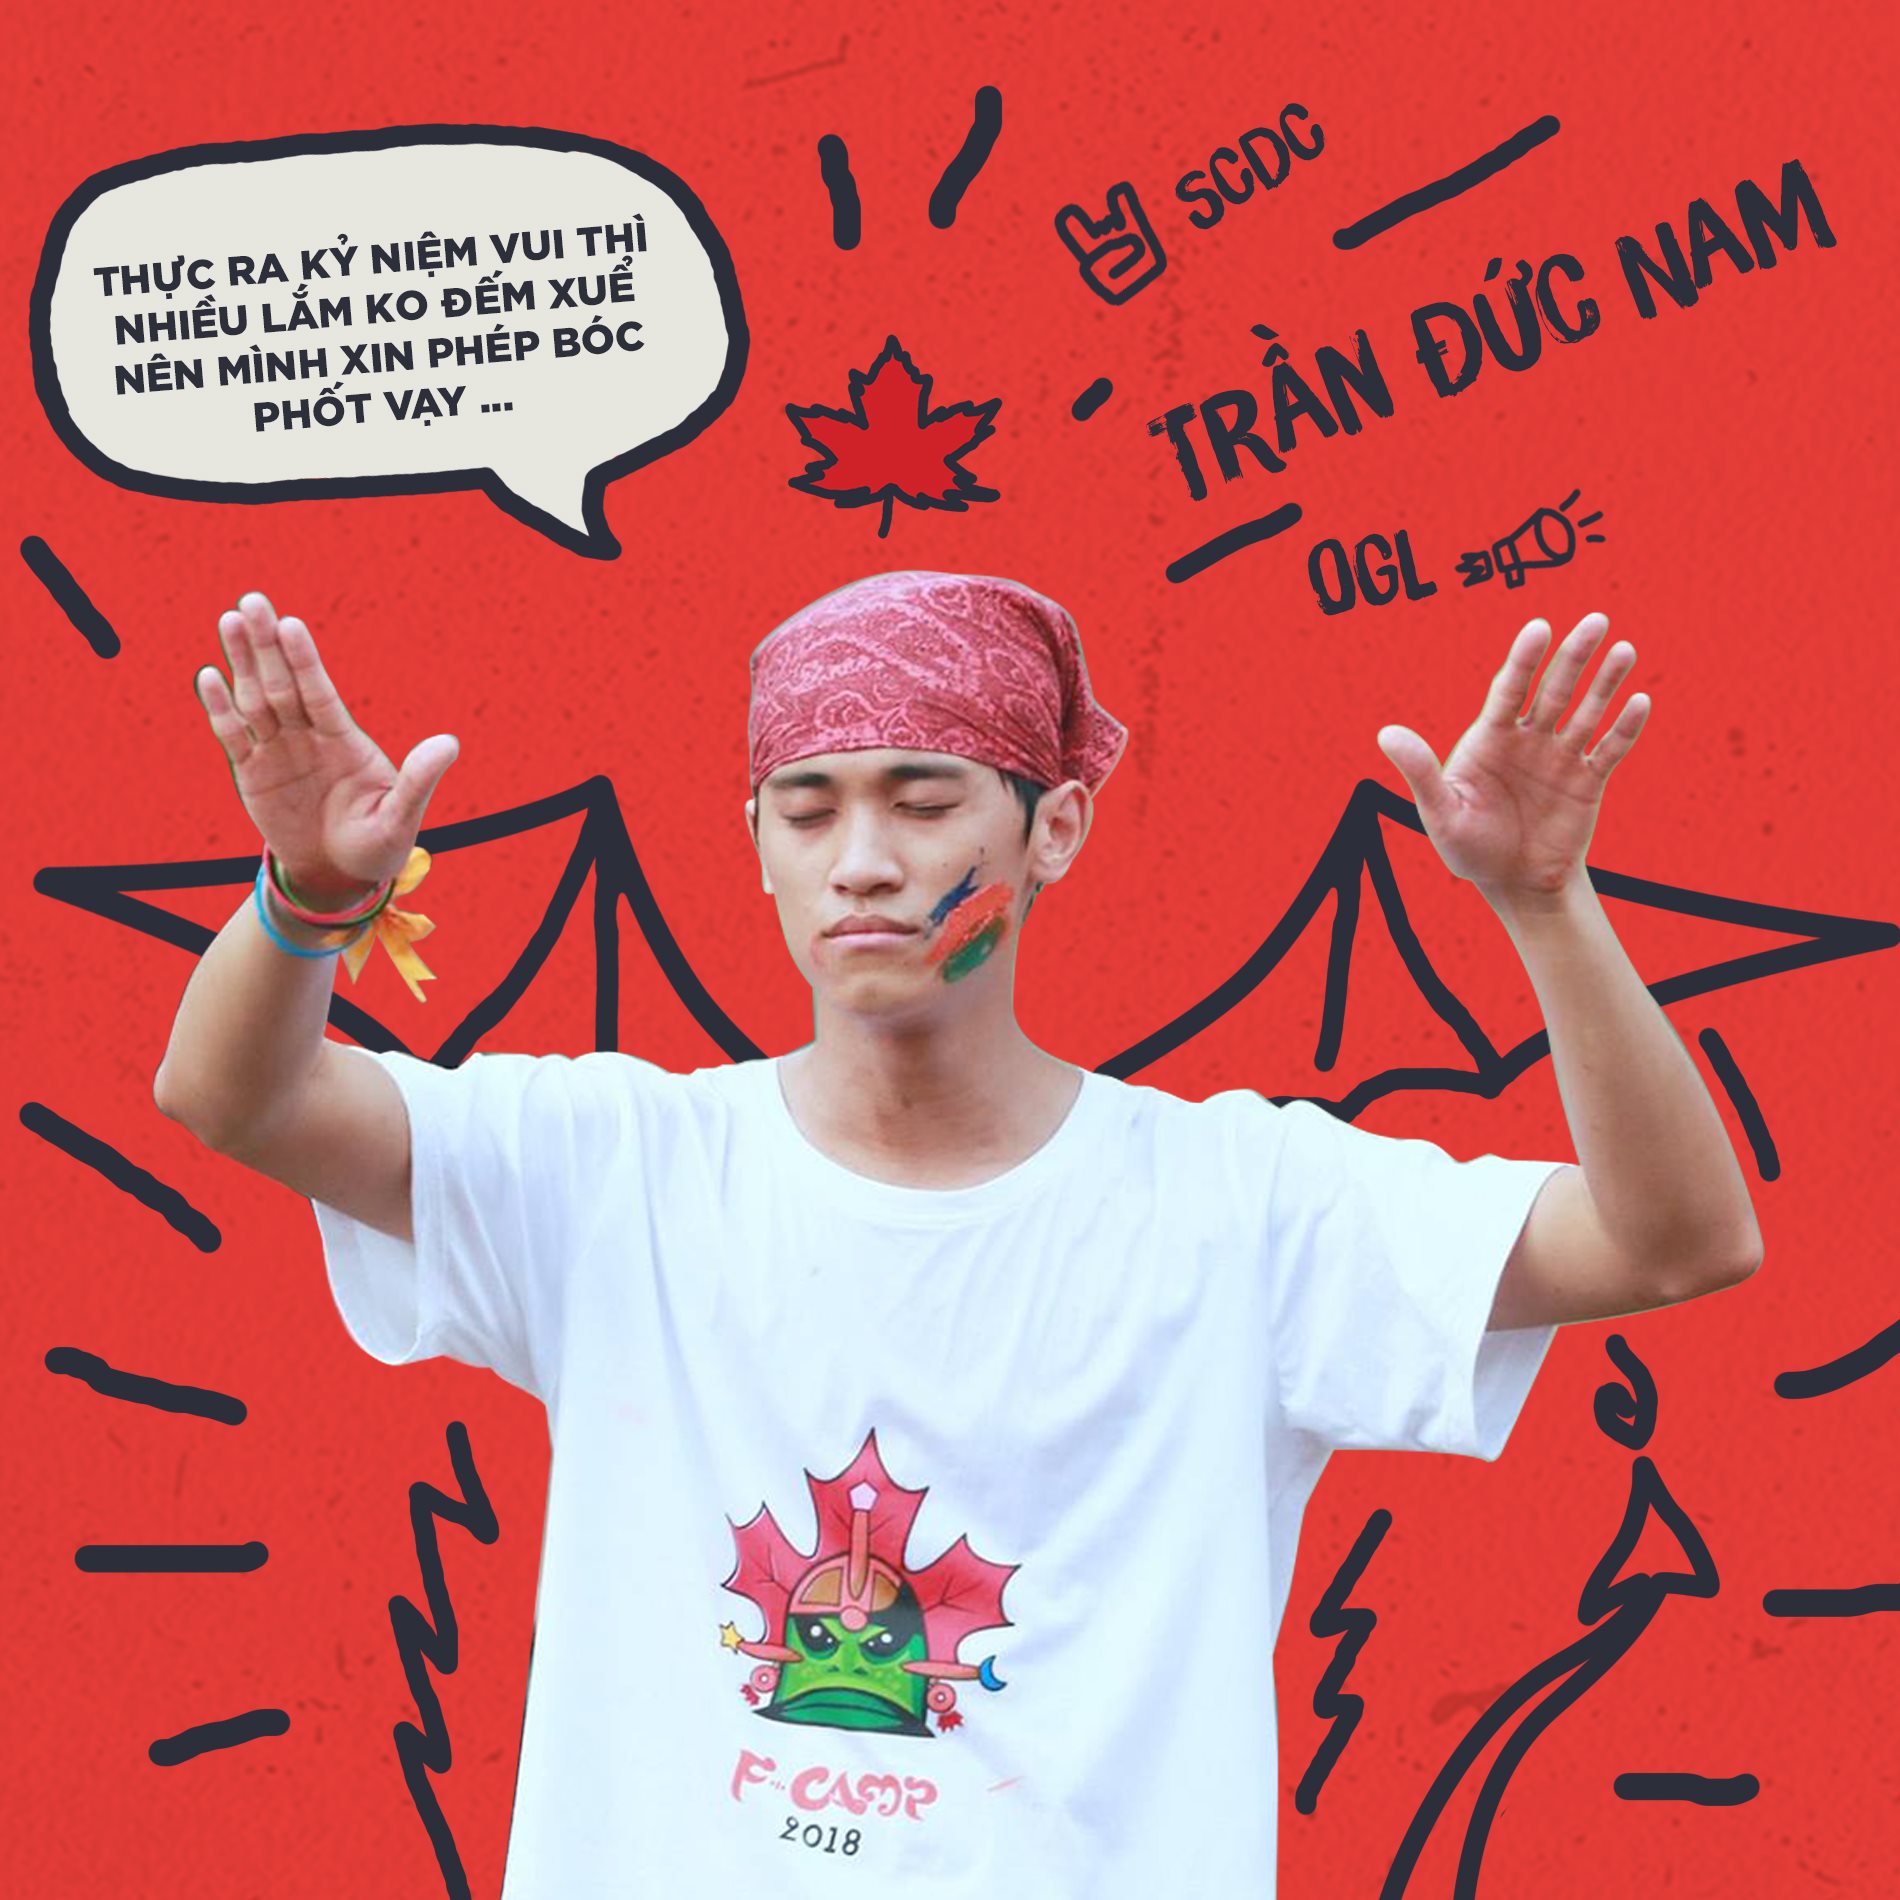 THỰC RA KỶ NIỆM VUI THÌ
NHIỀU LẮM KO ĐẾM XUỂ
NÊN MÌNH XIN PHÉP BÓC
PHỐT VẠY ...
SCDC
TRẦN ĐỨC NAM
OGL
F-CAMP
2018